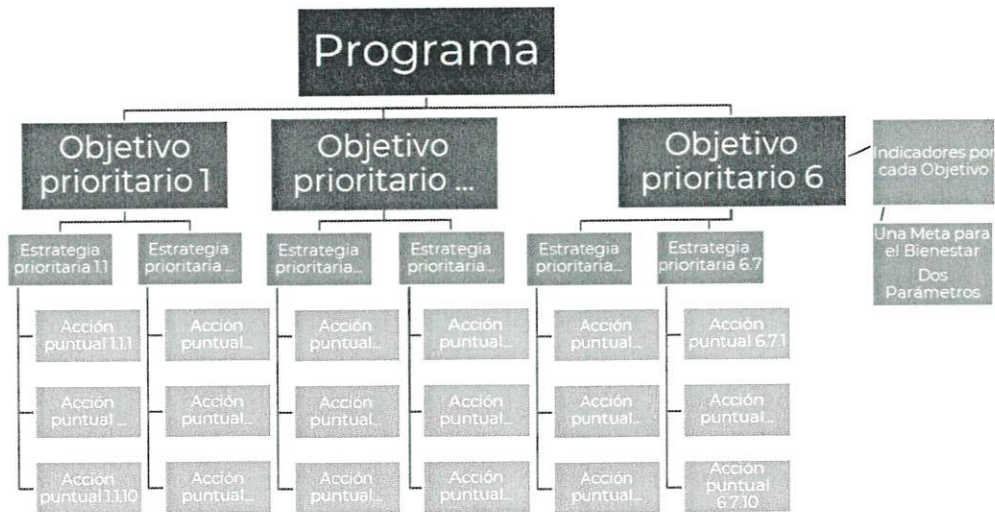 Programa
Objetivo
prioritario 1
Objetivo
prioritario ...
Objetivo
prioritario 6
Indicadores por
cada Objetivo
Una Meta para
el Bienestar
Dos
Parámetros
Estrategia
prioritaria 1.1
Estrategia
prioritaria ...
Estrategia
prioritaria...
Estrategia
prioritaria...
Estrategia
prioritaria...
Estrategia
prioritaria 6.7
Acción
puntual 1.1.1
Acción
puntual...
Acción
puntual...
Acción
puntual...
Acción
puntual...
Acción
puntual 6.7.1
Acción
puntual ...
Acción
puntual...
Acción
puntual...
Acción
puntual...
Acción
puntual...
Acción
puntual...
Acción
puntual 1.1.10
Acción
puntual...
Acción
puntual...
Acción
puntual...
Acción
puntual...
Acción
puntual
6.7.10